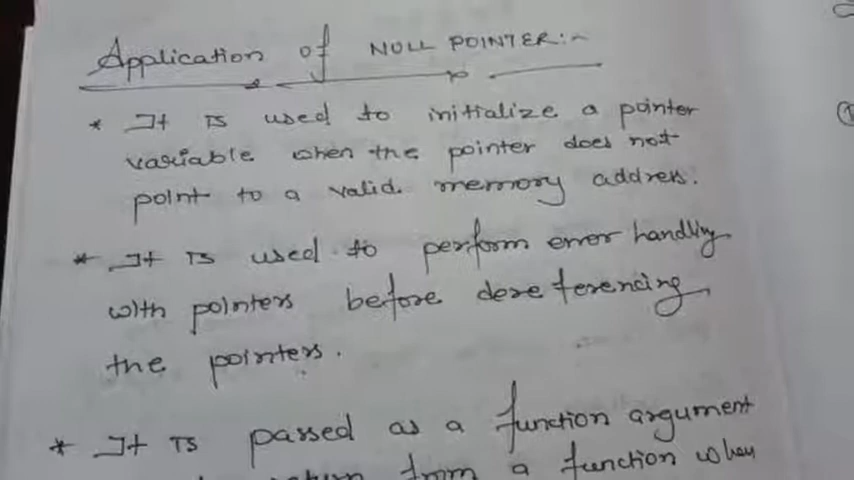 Application of NULL POINTER:~
* It is used to initialize a pointer
variable when the pointer does not
point to a valid. memory address.
* It is used to perform error handling
with pointers before dereferencing
the pointers.
* It is passed as a function argument
return from a function when